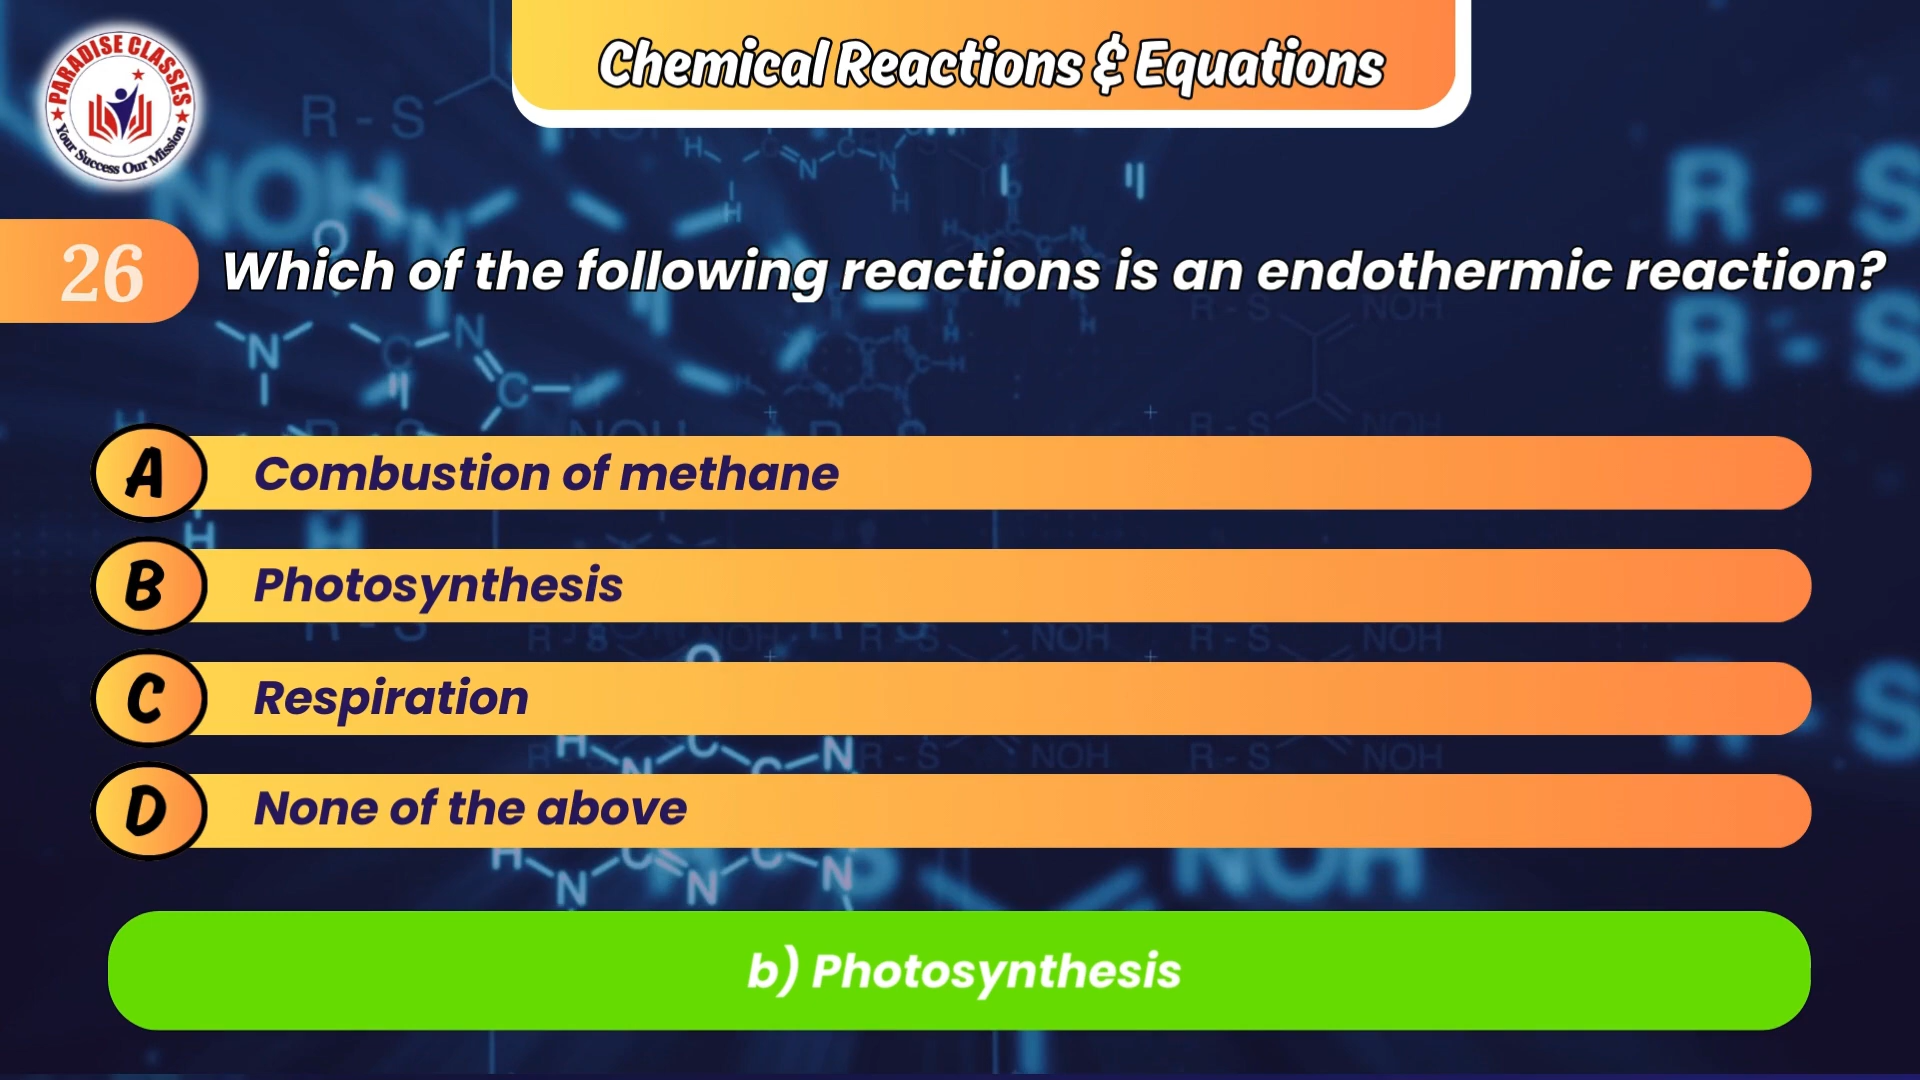 PARADISE CLASSES
Your Success Our Mission
Chemical Reactions & Equations
26
Which of the following reactions is an endothermic reaction?
A
Combustion of methane
B
Photosynthesis
C
Respiration
D
None of the above
b) Photosynthesis